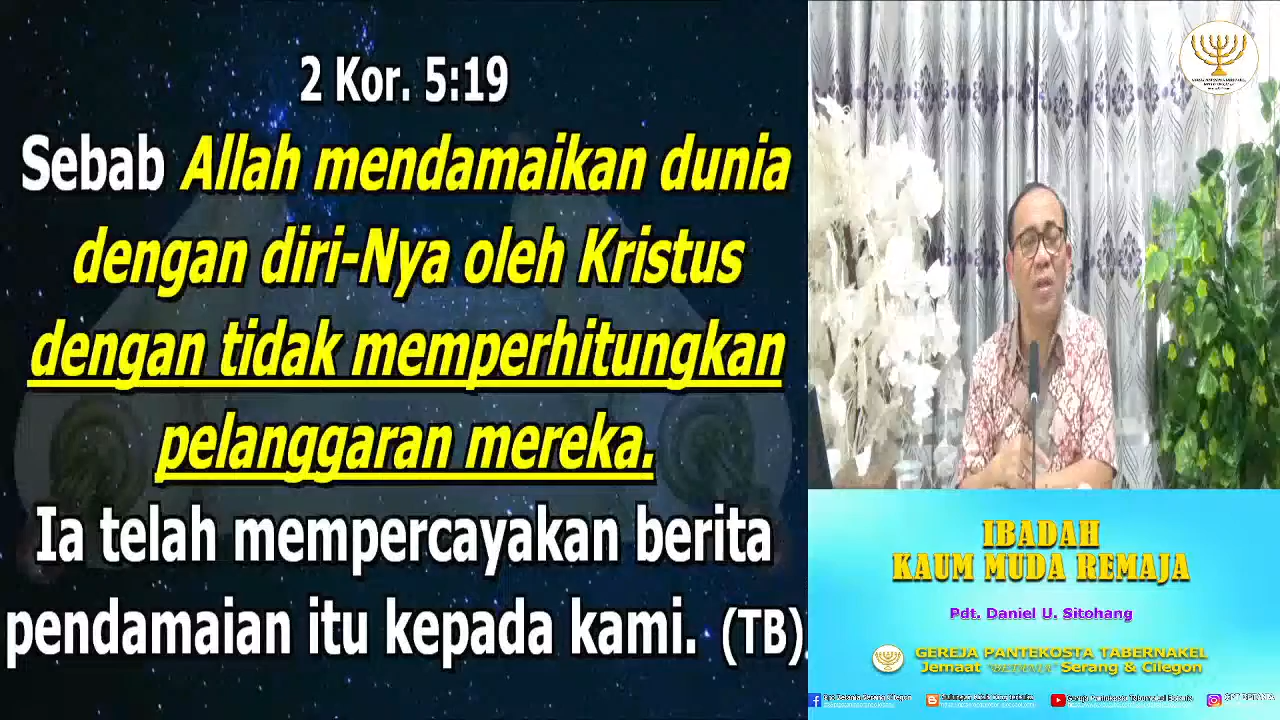 2 Kor. 5:19
Sebab Allah mendamaikan dunia
dengan diri-Nya oleh Kristus
dengan tidak memperhitungkan
pelanggaran mereka.
Ia telah mempercayakan berita
pendamaian itu kepada kami. (TB)
IBADAH
KAUM MUDA REMAJA
Pdt. Daniel U. Sitohang
GEREJA PANTEKOSTA TABERNAKEL
Jemaat "BETANIA" Serang & Cilegon